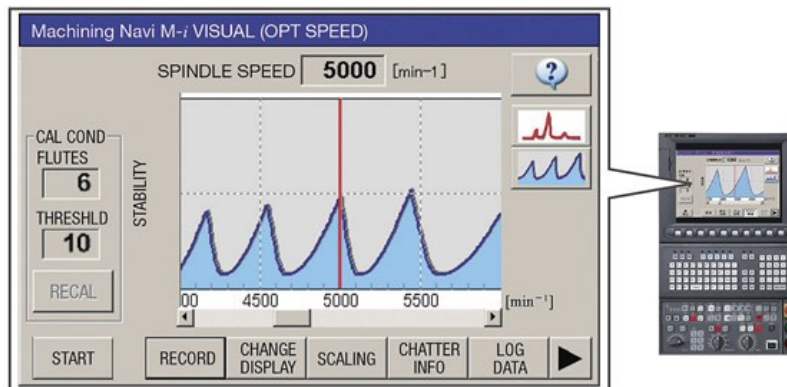 Machining Navi M-i VISUAL (OPT SPEED)
SPINDLE SPEED 5000 [min-1]
?
CAL COND
FLUTES
6
THRESHLD
10
RECAL
STABILITY
00 4500 5000 5500 [min⁻¹]
START RECORD CHANGE DISPLAY SCALING CHATTER INFO LOG DATA